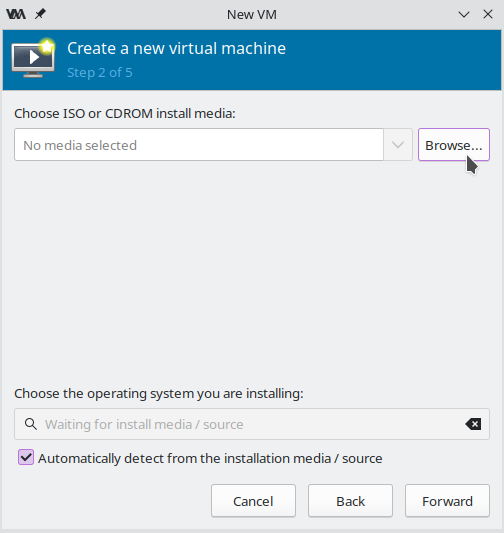 New VM
Create a new virtual machine
Step 2 of 5
Choose ISO or CDROM install media:
No media selected
Browse...
Choose the operating system you are installing:
Waiting for install media / source
Automatically detect from the installation media / source
Cancel Back Forward